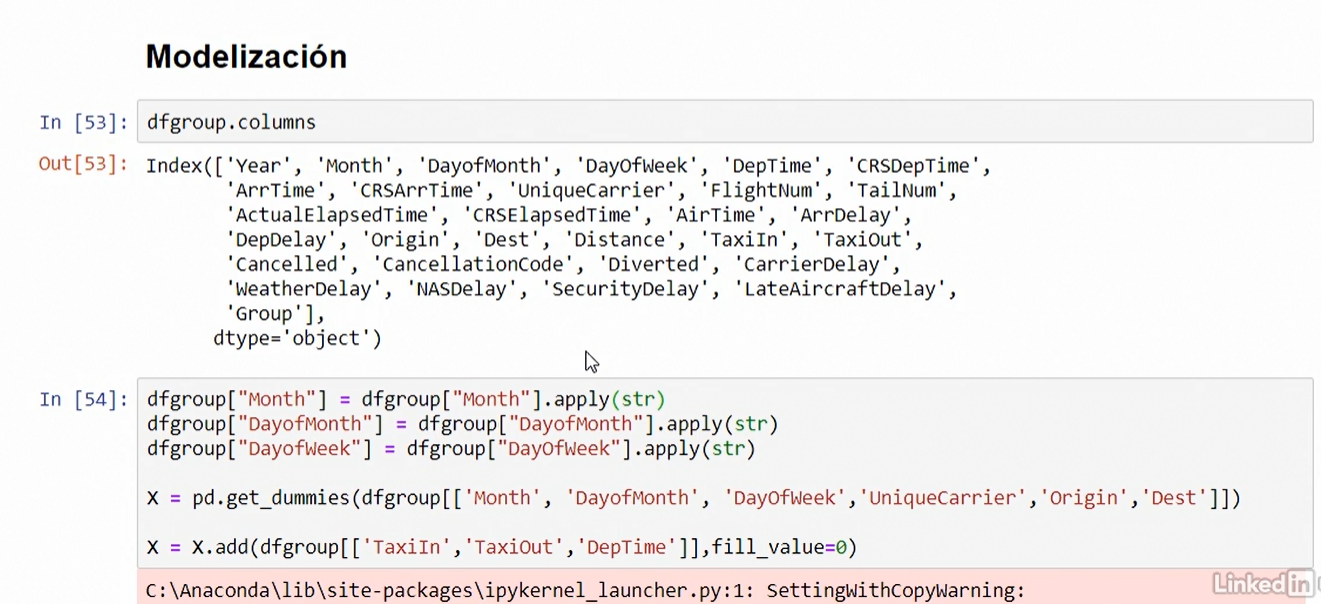 Modelización
In [53]: dfgroup.columns
Out[53]: Index(['Year', 'Month', 'DayofMonth', 'DayOfWeek', 'DepTime', 'CRSDepTime',
'ArrTime', 'CRSArrTime', 'UniqueCarrier', 'FlightNum', 'TailNum',
'ActualElapsedTime', 'CRSElapsedTime', 'AirTime', 'ArrDelay',
'DepDelay', 'Origin', 'Dest', 'Distance', 'TaxiIn', 'TaxiOut',
'Cancelled', 'CancellationCode', 'Diverted', 'CarrierDelay',
'WeatherDelay', 'NASDelay', 'SecurityDelay', 'LateAircraftDelay',
'Group'],
dtype='object')
In [54]: dfgroup["Month"] = dfgroup["Month"].apply(str)
dfgroup["DayofMonth"] = dfgroup["DayofMonth"].apply(str)
dfgroup["DayofWeek"] = dfgroup["DayOfWeek"].apply(str)
X = pd.get_dummies(dfgroup[['Month', 'DayofMonth', 'DayOfWeek','UniqueCarrier','Origin','Dest']])
X = X.add(dfgroup[['TaxiIn','TaxiOut','DepTime']],fill_value=0)
C:\Anaconda\lib\site-packages\ipykernel_launcher.py:1: SettingWithCopyWarning:
LinkedIn